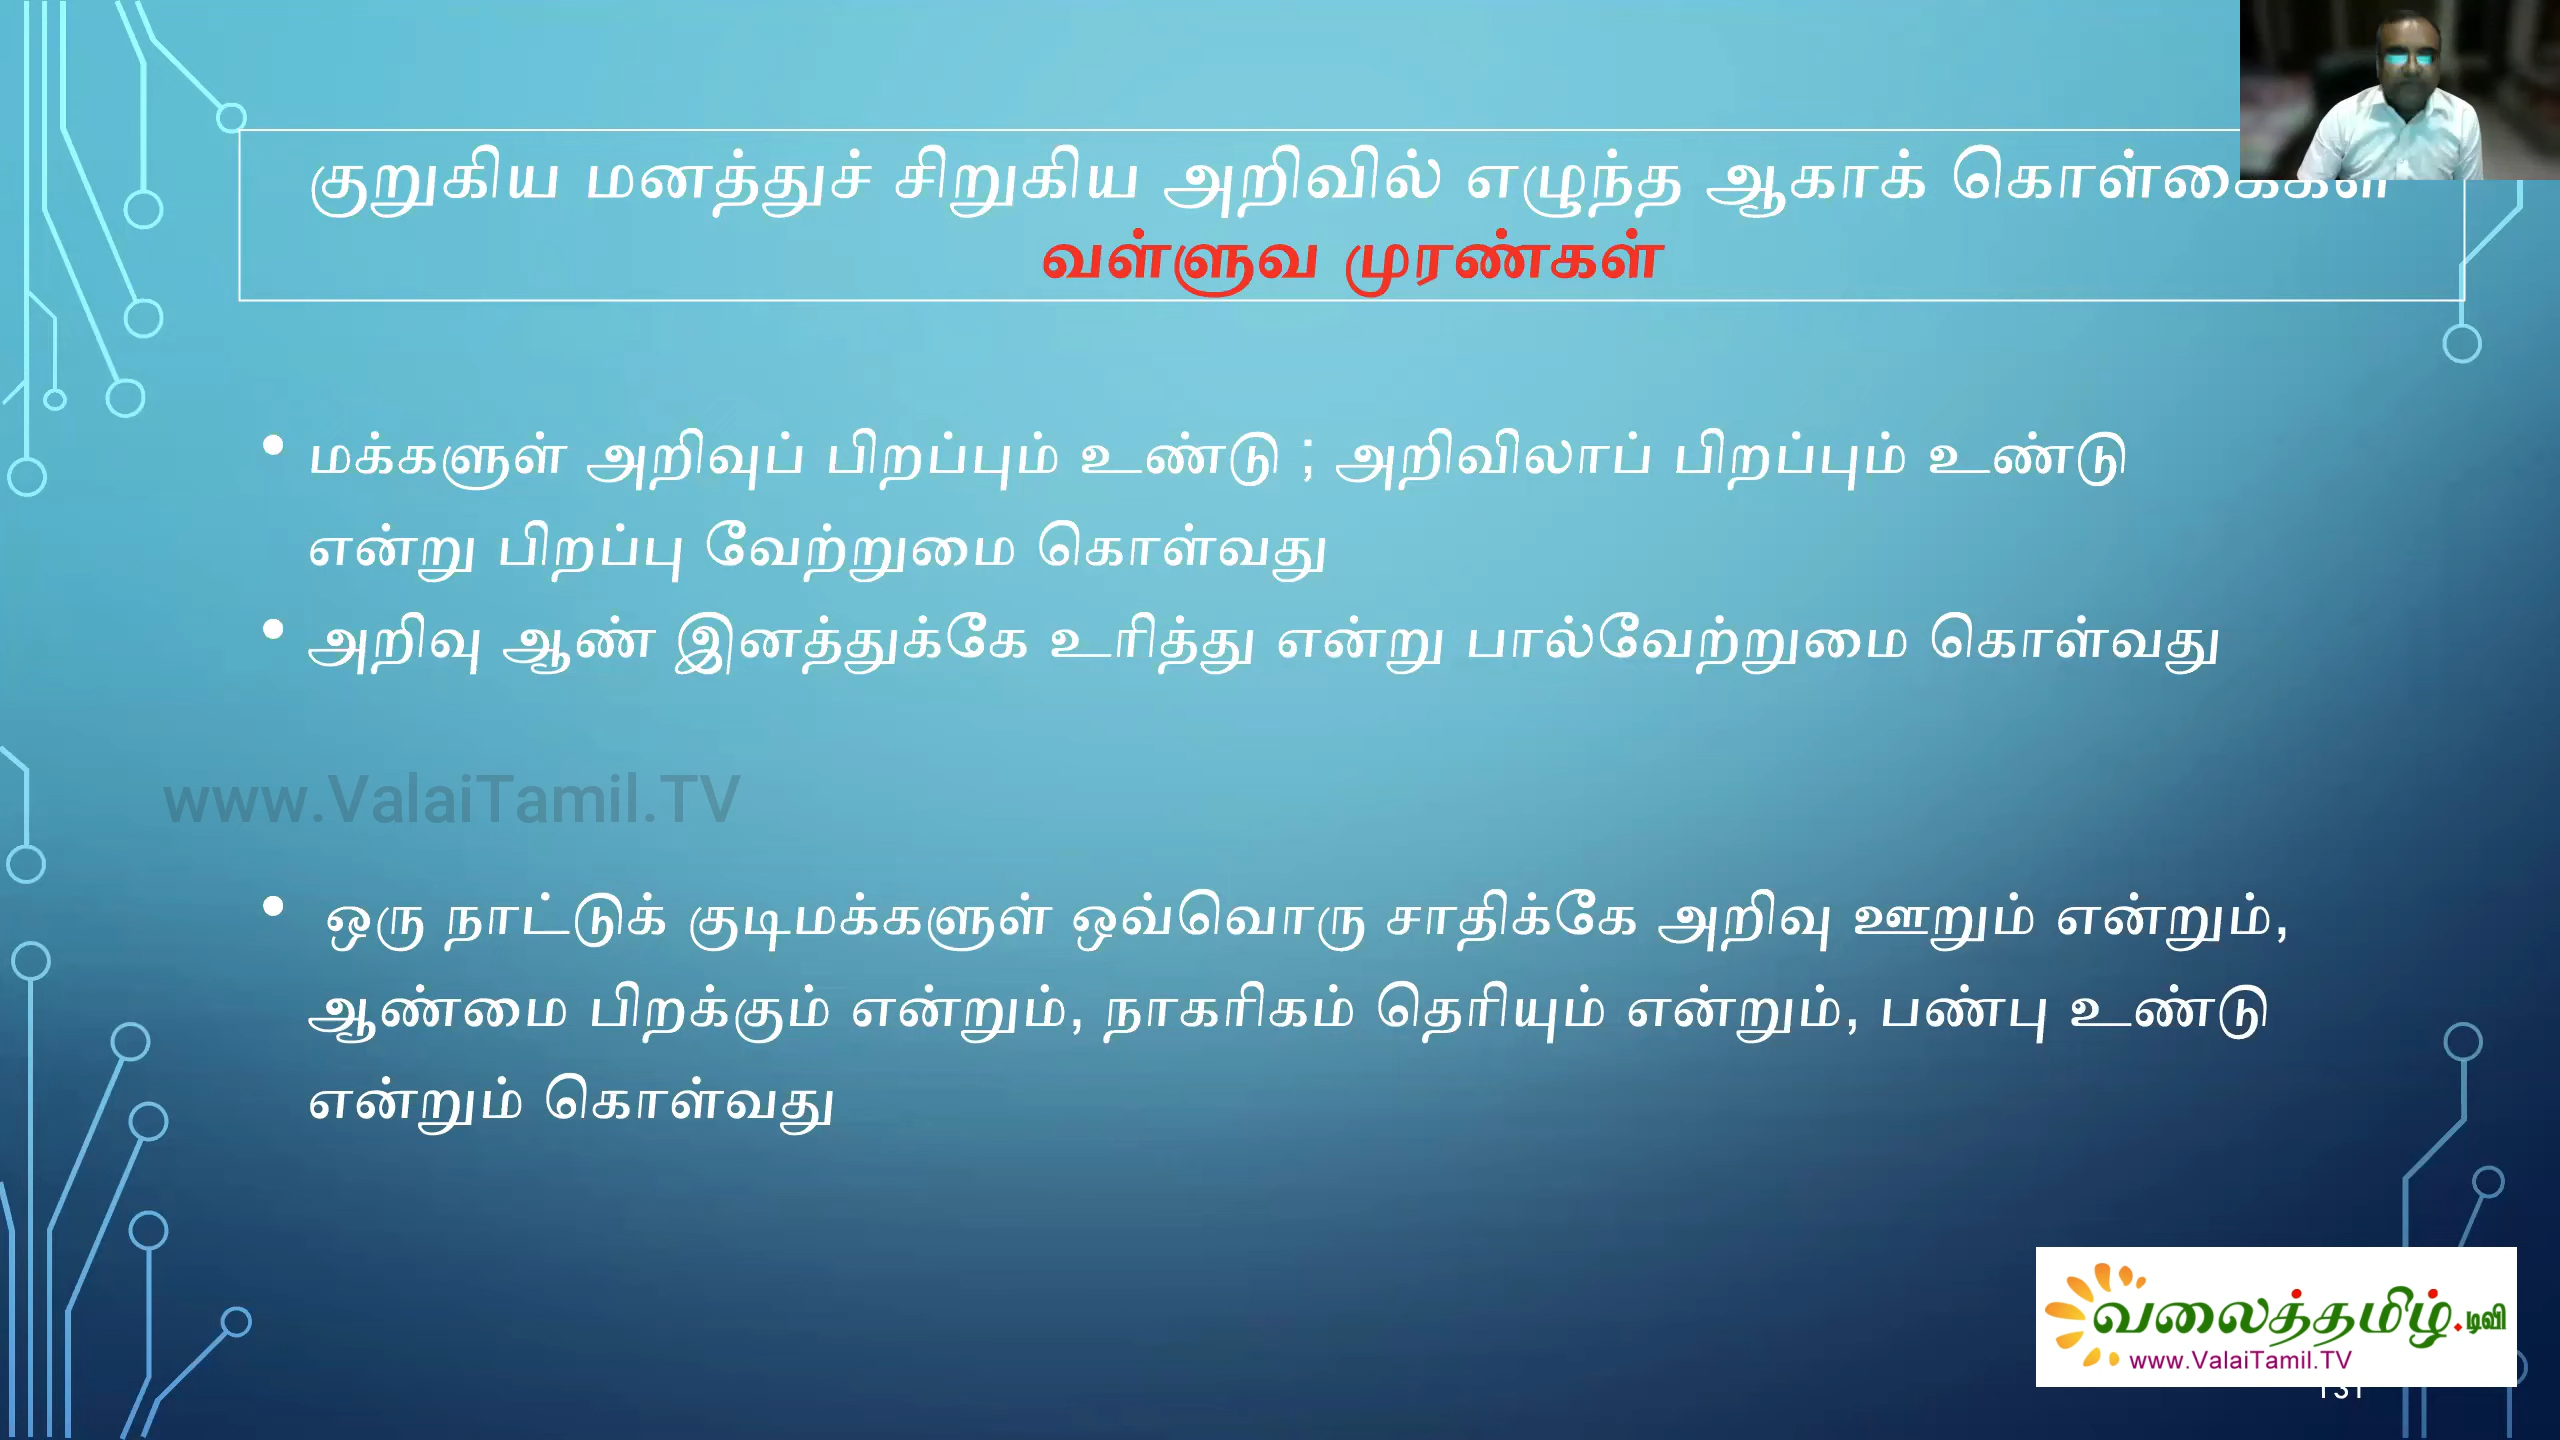 குறுகிய மனத்துச் சிறுகிய அறிவில் எழுந்த ஆகாக் கொள்கைகள்
வள்ளுவ முரண்கள்
• மக்களுள் அறிவுப் பிறப்பும் உண்டு ; அறிவிலாப் பிறப்பும் உண்டு
என்று பிறப்பு வேற்றுமை கொள்வது
• அறிவு ஆண் இனத்துக்கே உரித்து என்று பால்வேற்றுமை கொள்வது
www.ValaiTamil.TV
• ஒரு நாட்டுக் குடிமக்களுள் ஒவ்வொரு சாதிக்கே அறிவு ஊறும் என்றும்,
ஆண்மை பிறக்கும் என்றும், நாகரிகம் தெரியும் என்றும், பண்பு உண்டு
என்றும் கொள்வது
வலைத்தமிழ்.டிவி
www.ValaiTamil.TV
131